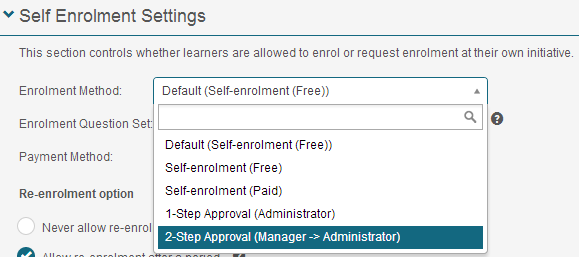 Self Enrolment Settings
This section controls whether learners are allowed to enrol or request enrolment at their own initiative.
Enrolment Method: Default (Self-enrolment (Free))
Enrolment Question Set: ?
Default (Self-enrolment (Free))
Payment Method: Self-enrolment (Free)
Self-enrolment (Paid)
Re-enrolment option
1-Step Approval (Administrator)
Never allow re-enrol
2-Step Approval (Manager -> Administrator)
Allow re-enrolment after a period